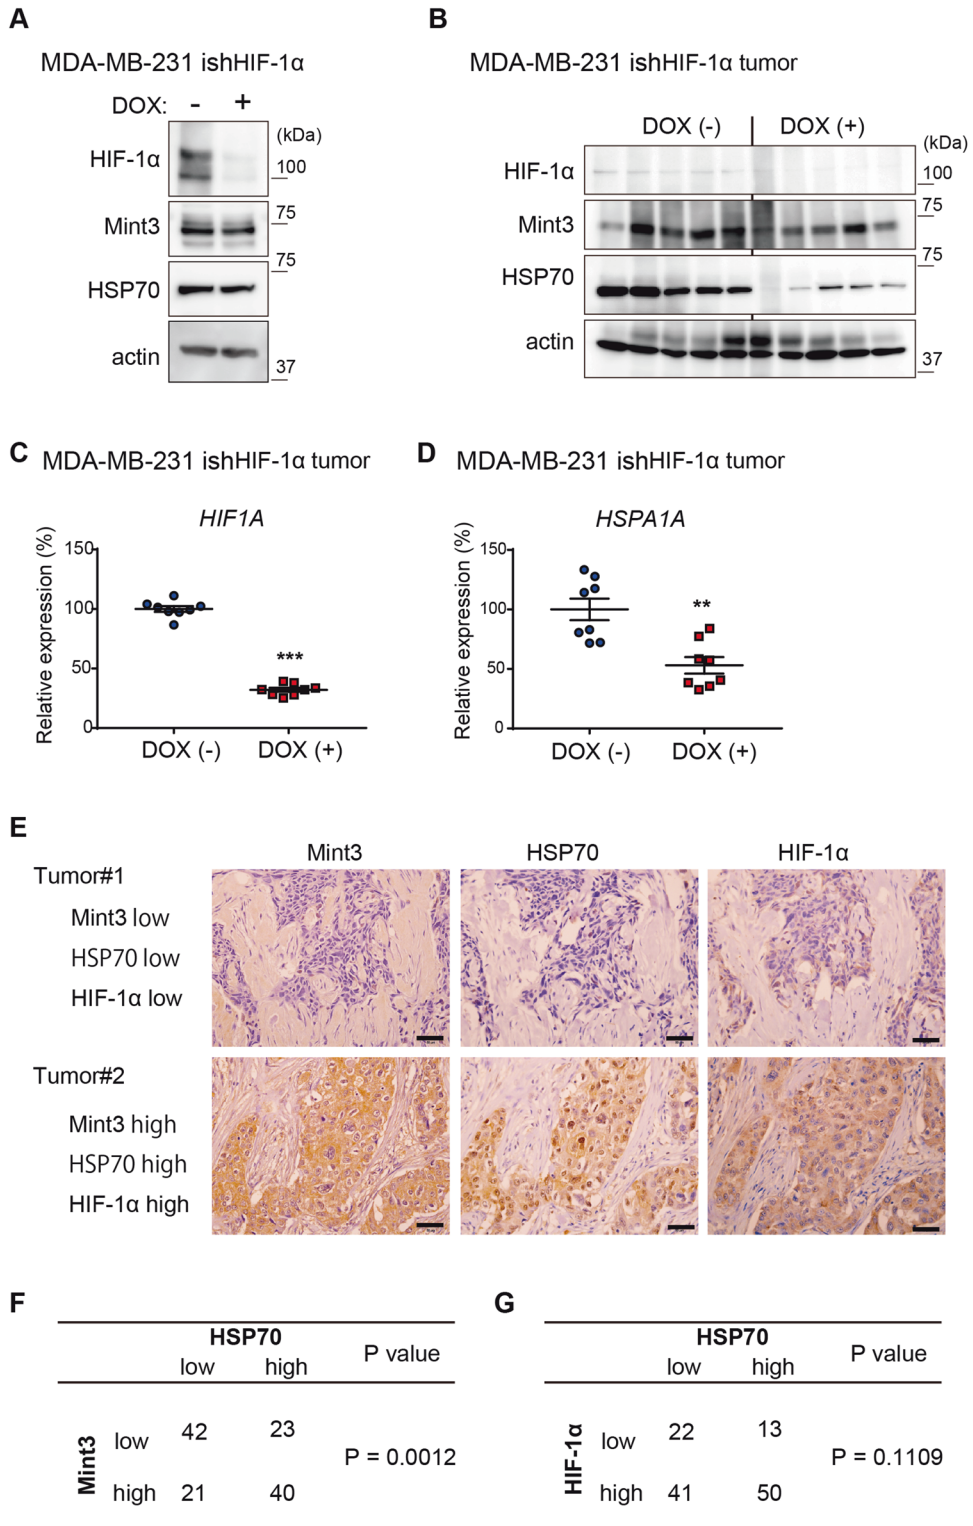 A
MDA-MB-231 ishHIF-1α
DOX: - +
(kDa)
HIF-1α
100
Mint3
75
HSP70
75
actin
37
B
MDA-MB-231 ishHIF-1α tumor
DOX (-) DOX (+)
(kDa)
HIF-1α
100
Mint3
75
HSP70
75
actin
37
C
MDA-MB-231 ishHIF-1α tumor
HIF1A
Relative expression (%)
150
100
50
0
***
DOX (-) DOX (+)
D
MDA-MB-231 ishHIF-1α tumor
HSPA1A
Relative expression (%)
150
100
50
0
**
DOX (-) DOX (+)
E
Mint3 HSP70 HIF-1α
Tumor#1
Mint3 low
HSP70 low
HIF-1α low
Tumor#2
Mint3 high
HSP70 high
HIF-1α high
F
HSP70
low high P value
Mint3
low 42 23
P = 0.0012
high 21 40
G
HSP70
low high P value
HIF-1α
low 22 13
P = 0.1109
high 41 50